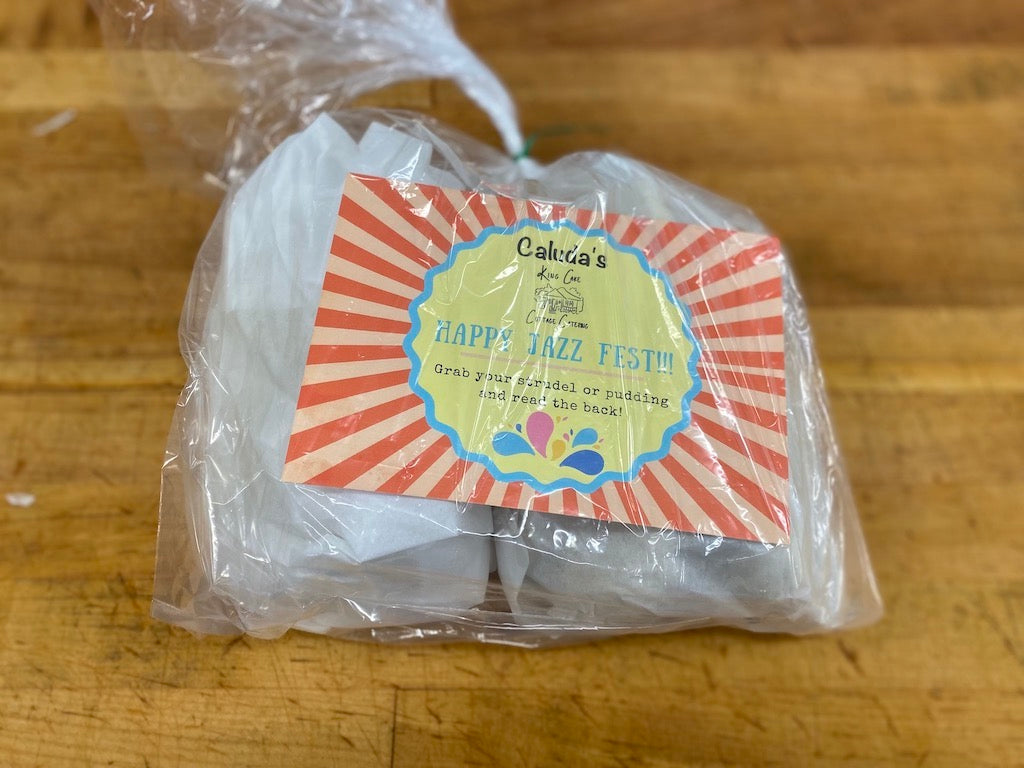 Caluda's
King Cake
Cottage Catering
HAPPY JAZZ FEST!!!
Grab your strudel or pudding
and read the back!